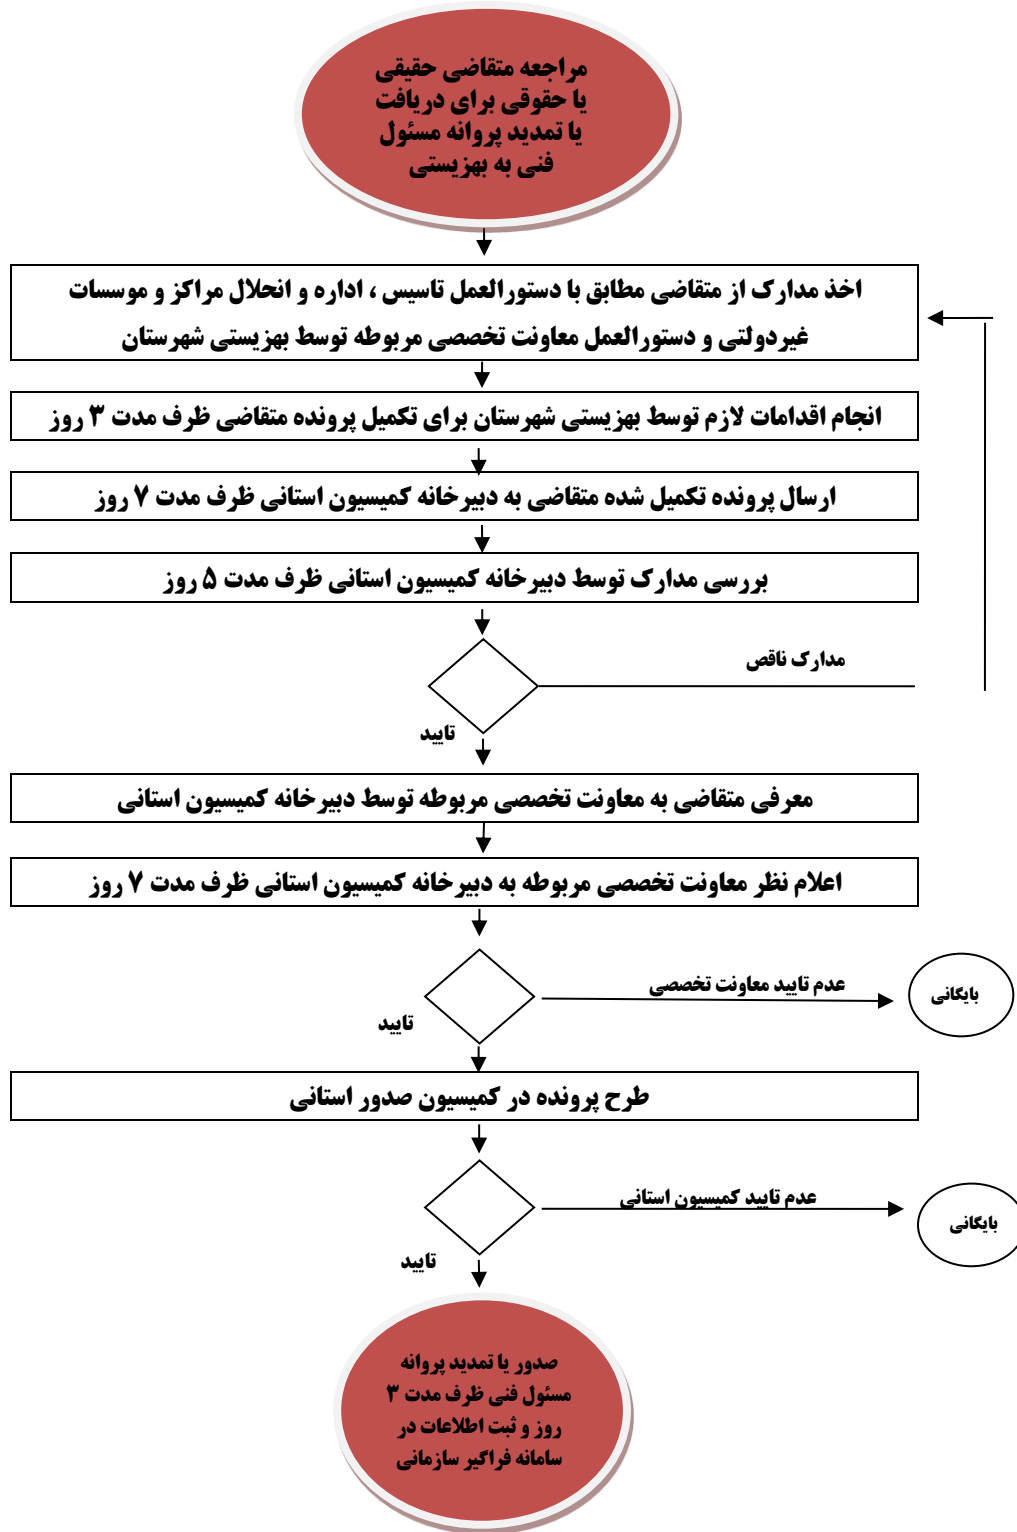 مراجعه متقاضی حقیقی
یا حقوقی برای دریافت
یا تمدید پروانه مسئول
فنی به بهزیستی
اخذ مدارک از متقاضی مطابق با دستورالعمل تاسیس ، اداره و انحلال مراکز و موسسات
غیردولتی و دستورالعمل معاونت تخصصی مربوطه توسط بهزیستی شهرستان
انجام اقدامات لازم توسط بهزیستی شهرستان برای تکمیل پرونده متقاضی ظرف مدت ۳ روز
ارسال پرونده تکمیل شده متقاضی به دبیرخانه کمیسیون استانی ظرف مدت ۷ روز
بررسی مدارک توسط دبیرخانه کمیسیون استانی ظرف مدت ۵ روز
مدارک ناقص
تایید
معرفی متقاضی به معاونت تخصصی مربوطه توسط دبیرخانه کمیسیون استانی
اعلام نظر معاونت تخصصی مربوطه به دبیرخانه کمیسیون استانی ظرف مدت ۷ روز
عدم تایید معاونت تخصصی
بایگانی
تایید
طرح پرونده در کمیسیون صدور استانی
عدم تایید کمیسیون استانی
بایگانی
تایید
صدور یا تمدید پروانه
مسئول فنی ظرف مدت ۳
روز و ثبت اطلاعات در
سامانه فراگیر سازمانی